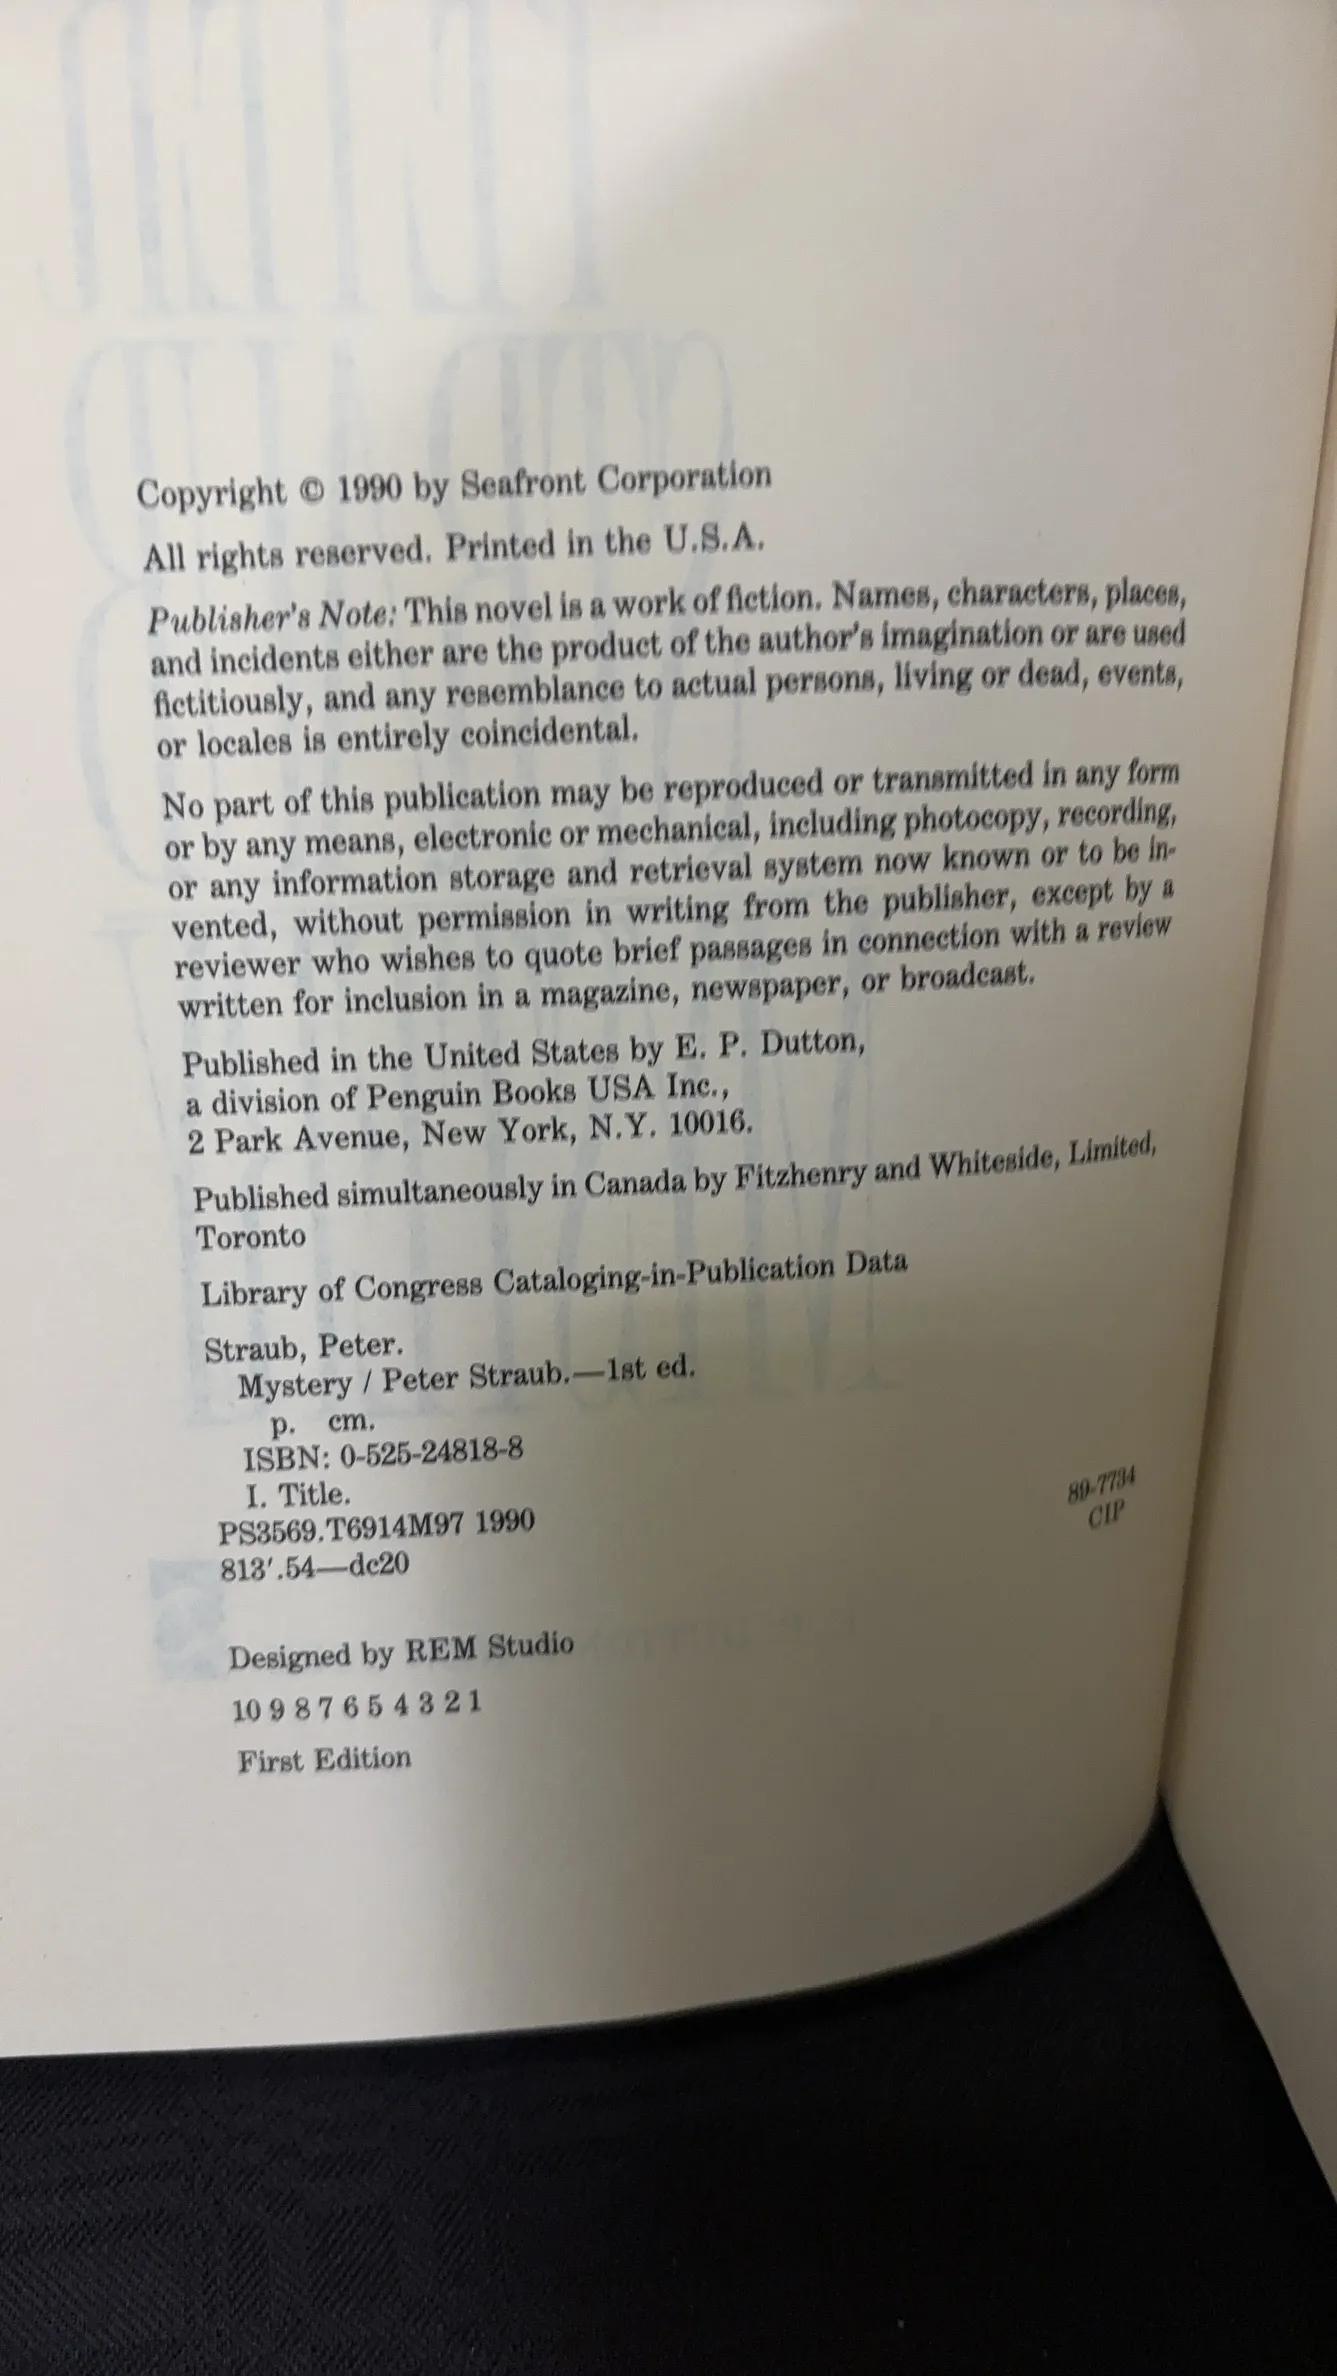 Copyright © 1990 by Seafront Corporation
All rights reserved. Printed in the U.S.A.
Publisher's Note: This novel is a work of fiction. Names, characters, places,
and incidents either are the product of the author's imagination or are used
fictitiously, and any resemblance to actual persons, living or dead, events,
or locales is entirely coincidental.
No part of this publication may be reproduced or transmitted in any form
or by any means, electronic or mechanical, including photocopy, recording,
or any information storage and retrieval system now known or to be in-
vented, without permission in writing from the publisher, except by a
reviewer who wishes to quote brief passages in connection with a review
written for inclusion in a magazine, newspaper, or broadcast.
Published in the United States by E. P. Dutton,
a division of Penguin Books USA Inc.,
2 Park Avenue, New York, N.Y. 10016.
Published simultaneously in Canada by Fitzhenry and Whiteside, Limited,
Toronto
Library of Congress Cataloging-in-Publication Data
Straub, Peter.
Mystery / Peter Straub.—1st ed.
p. cm.
ISBN: 0-525-24818-8
I. Title.
PS3569.T6914M97 1990
813′.54—dc20
89-7734
CIP
Designed by REM Studio
10 9 8 7 6 5 4 3 2 1
First Edition